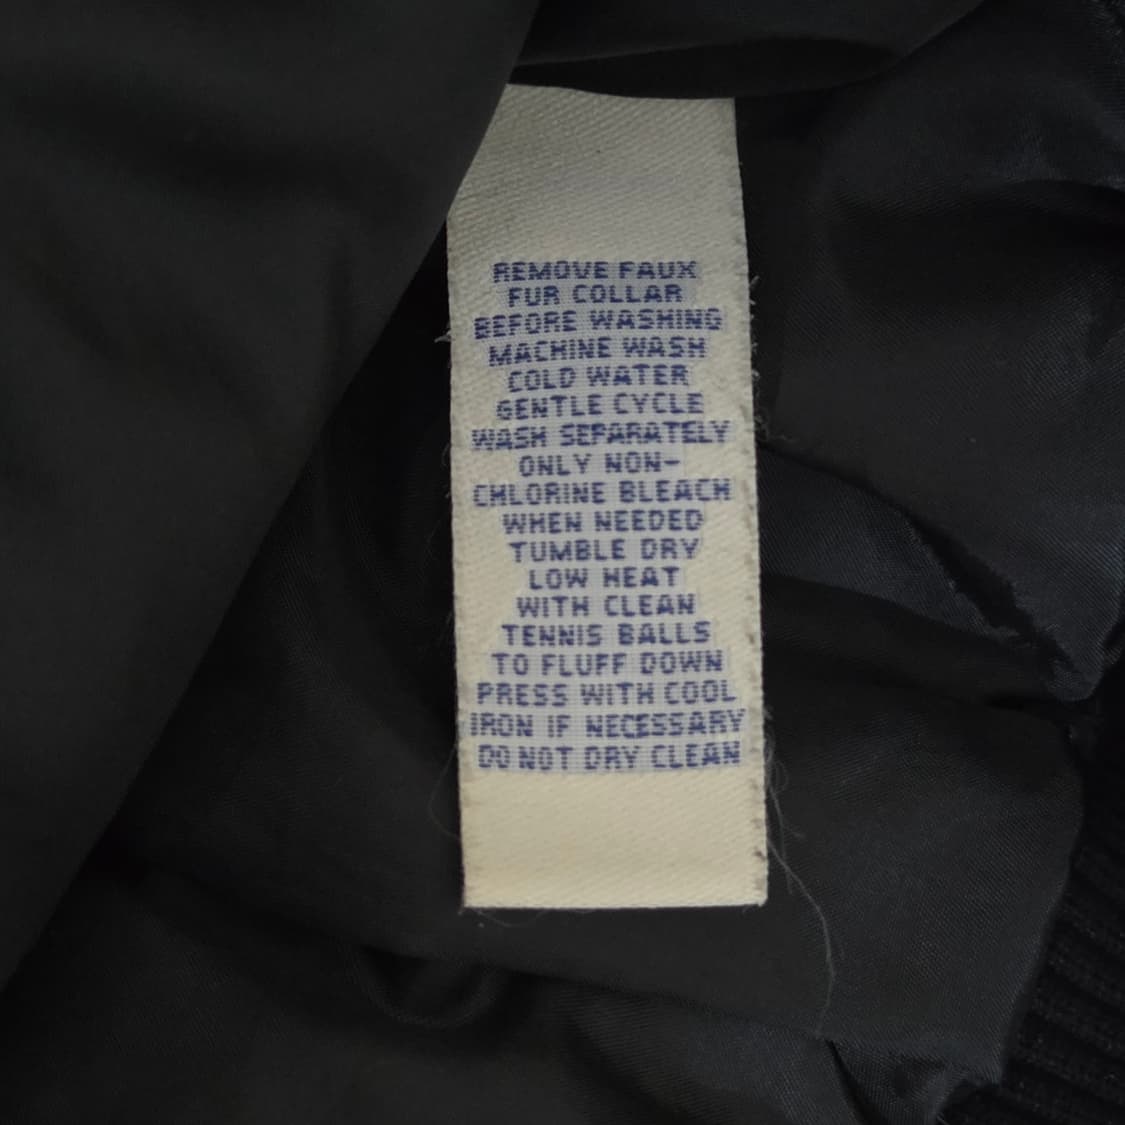 REMOVE FAUX
FUR COLLAR
BEFORE WASHING
MACHINE WASH
COLD WATER
GENTLE CYCLE
WASH SEPARATELY
ONLY NON-
CHLORINE BLEACH
WHEN NEEDED
TUMBLE DRY
LOW HEAT
WITH CLEAN
TENNIS BALLS
TO FLUFF DOWN
PRESS WITH COOL
IRON IF NECESSARY
DO NOT DRY CLEAN